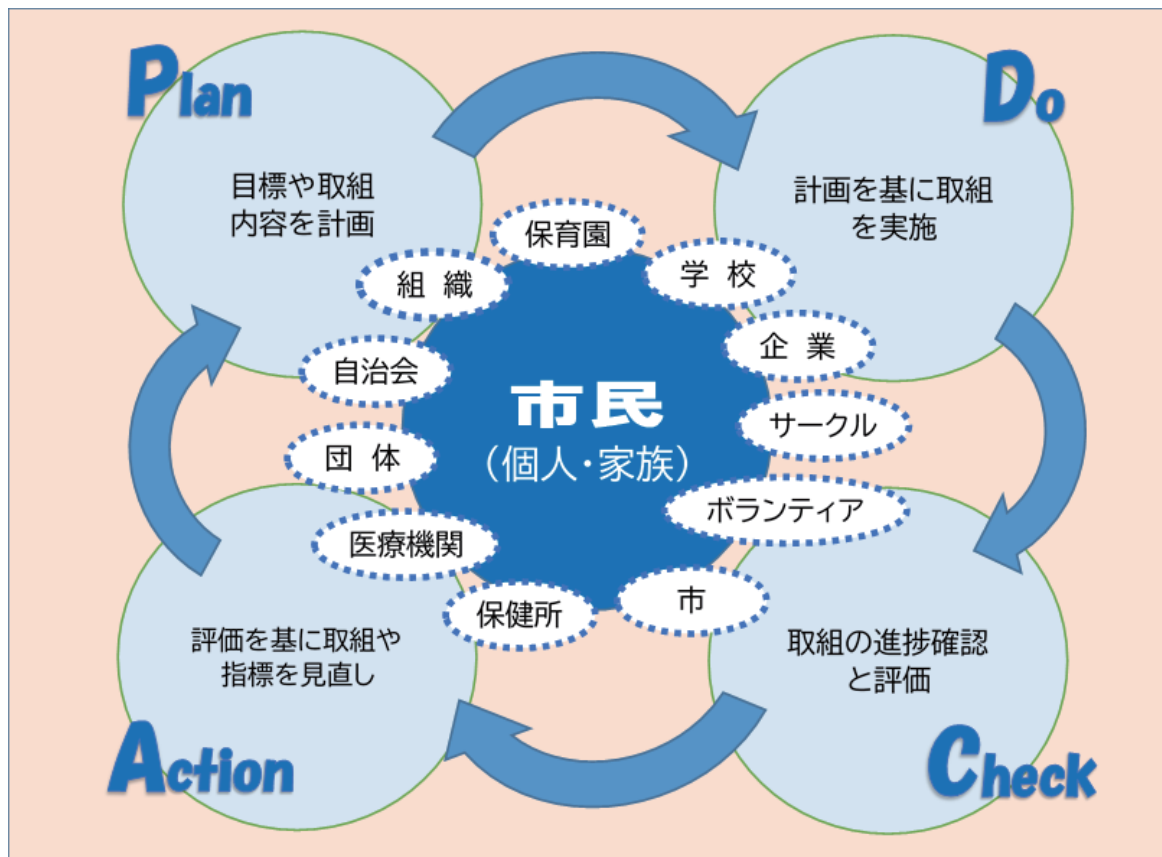 Plan
目標や取組
内容を計画
Do
計画を基に取組
を実施
保育園
組 織
学 校
企 業
自治会
サークル
団 体
ボランティア
医療機関
市
保健所
市民
（個人・家族）
評価を基に取組や
指標を見直し
Action
取組の進捗確認
と評価
Check